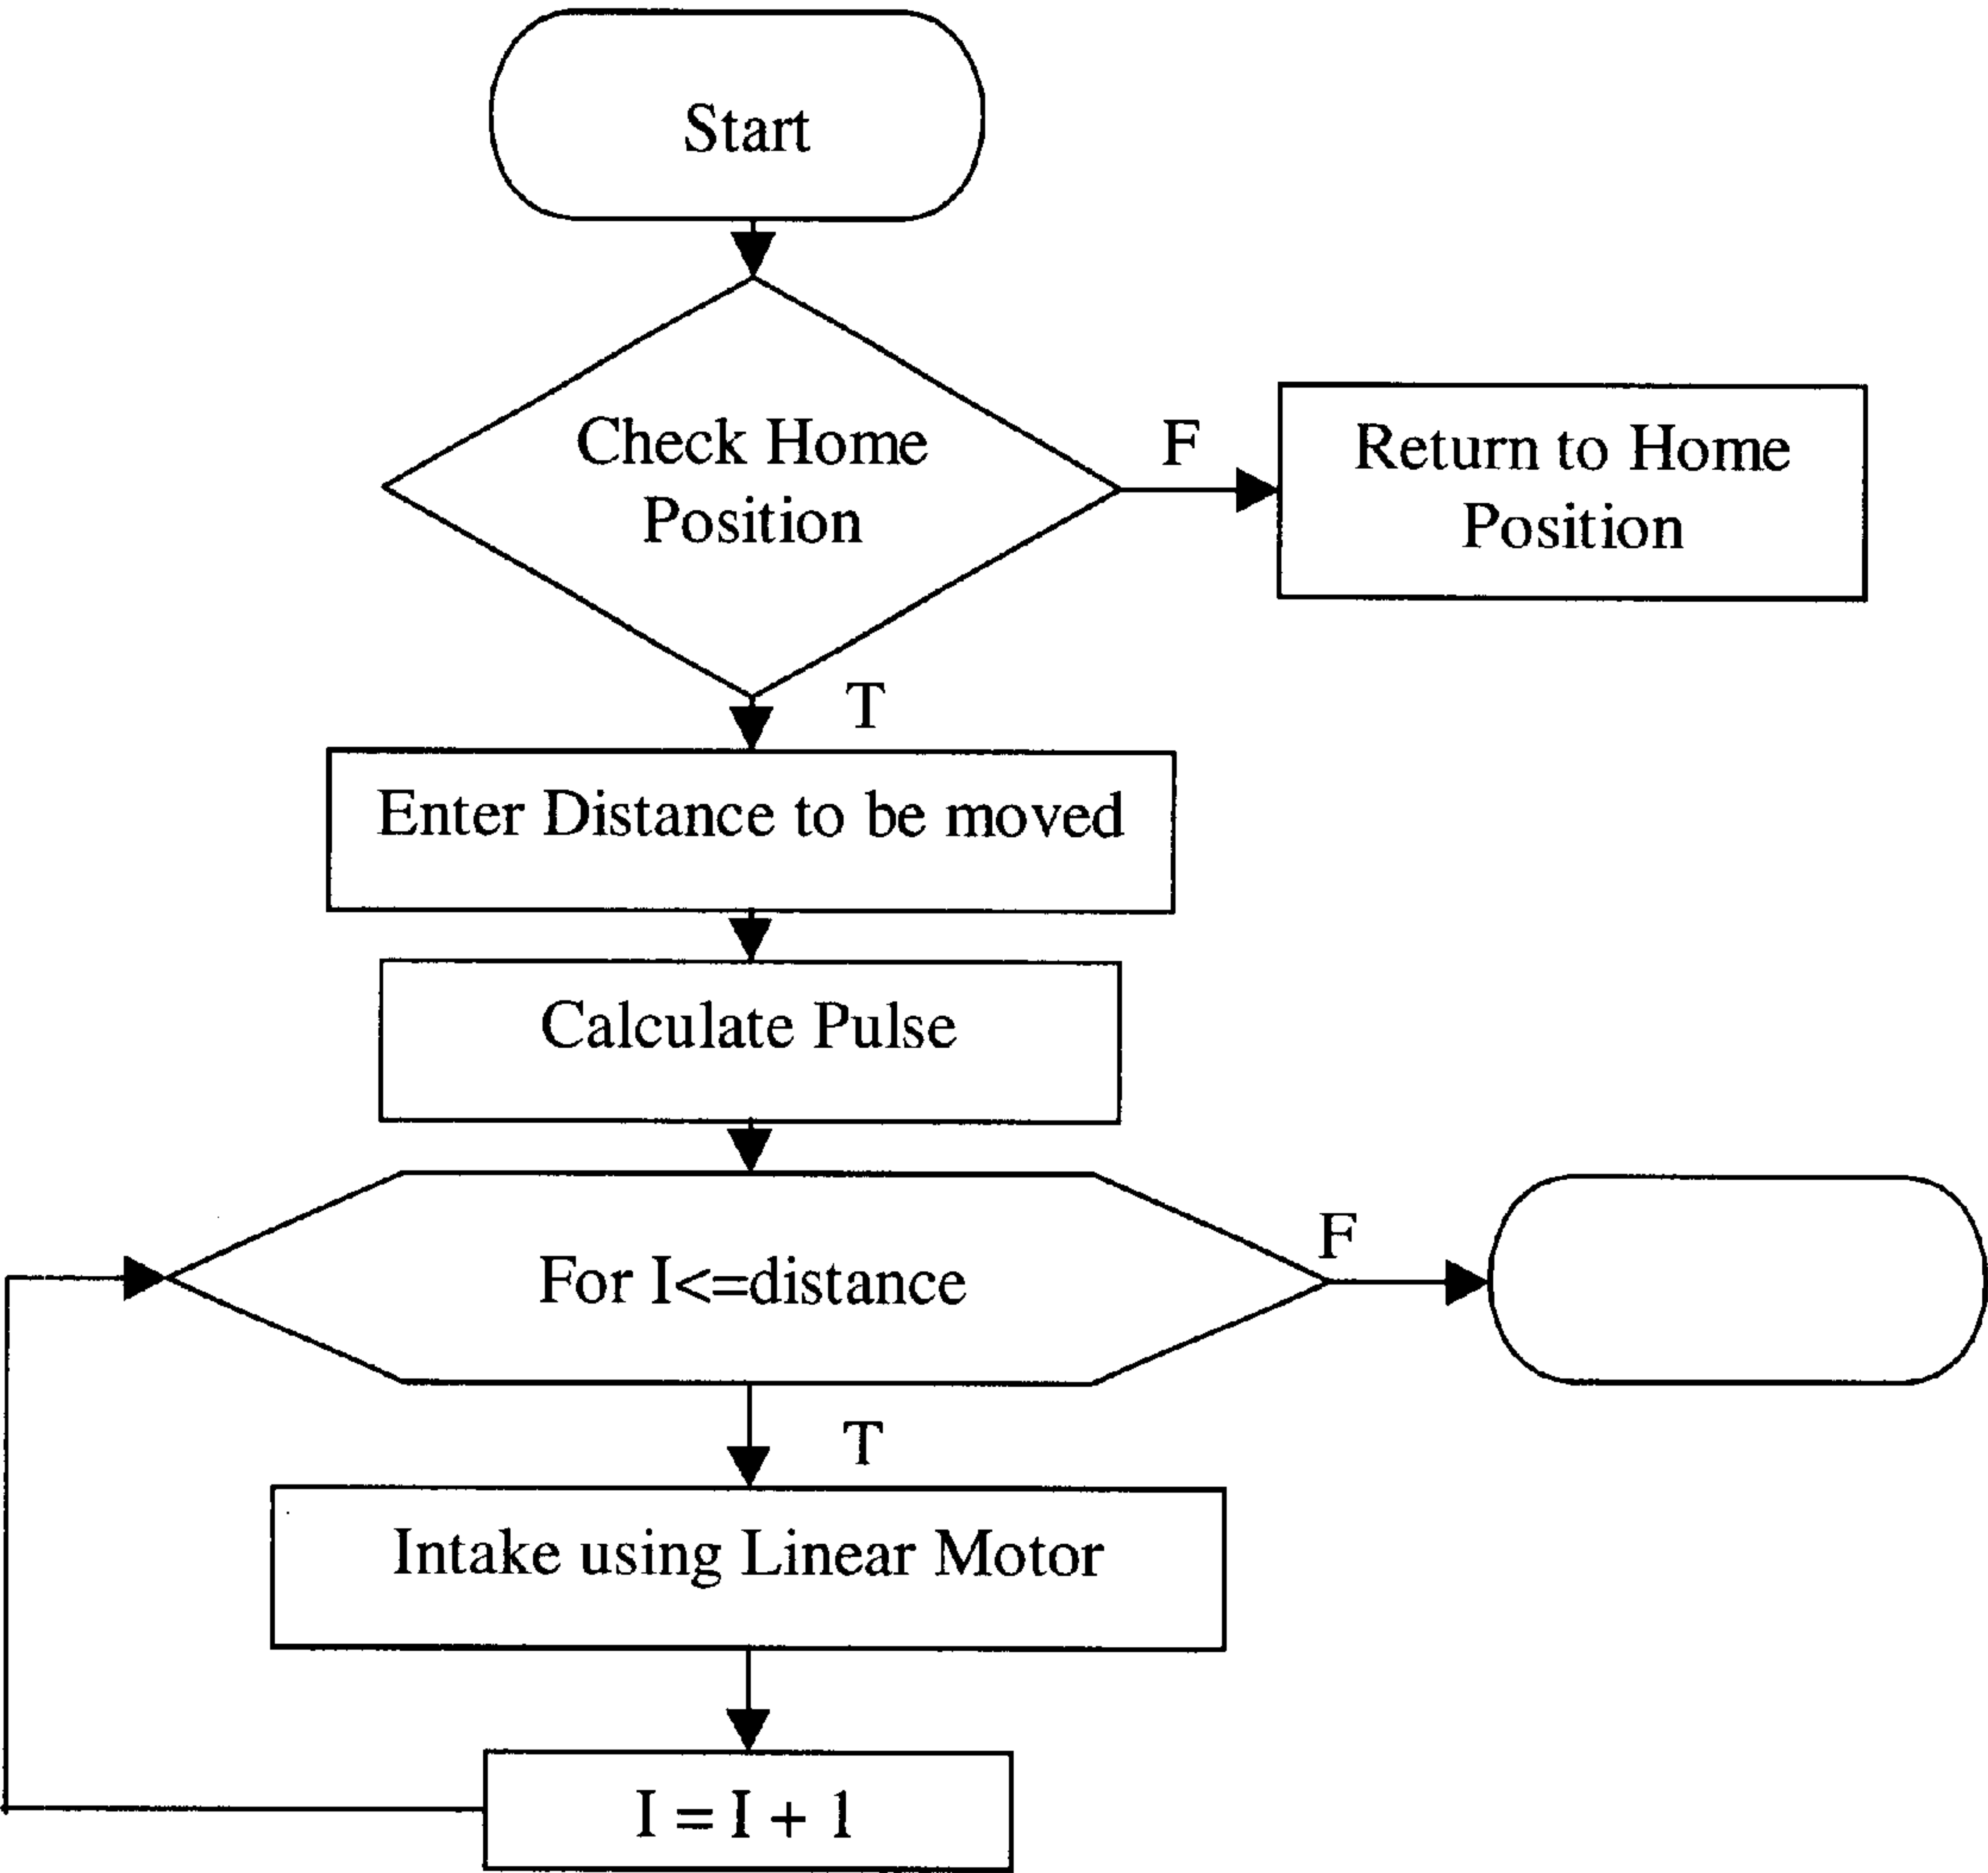 Start
Check Home
Position
F
Return to Home
Position
T
Enter Distance to be moved
Calculate Pulse
For I<=distance
F
T
Intake using Linear Motor
I = I + 1